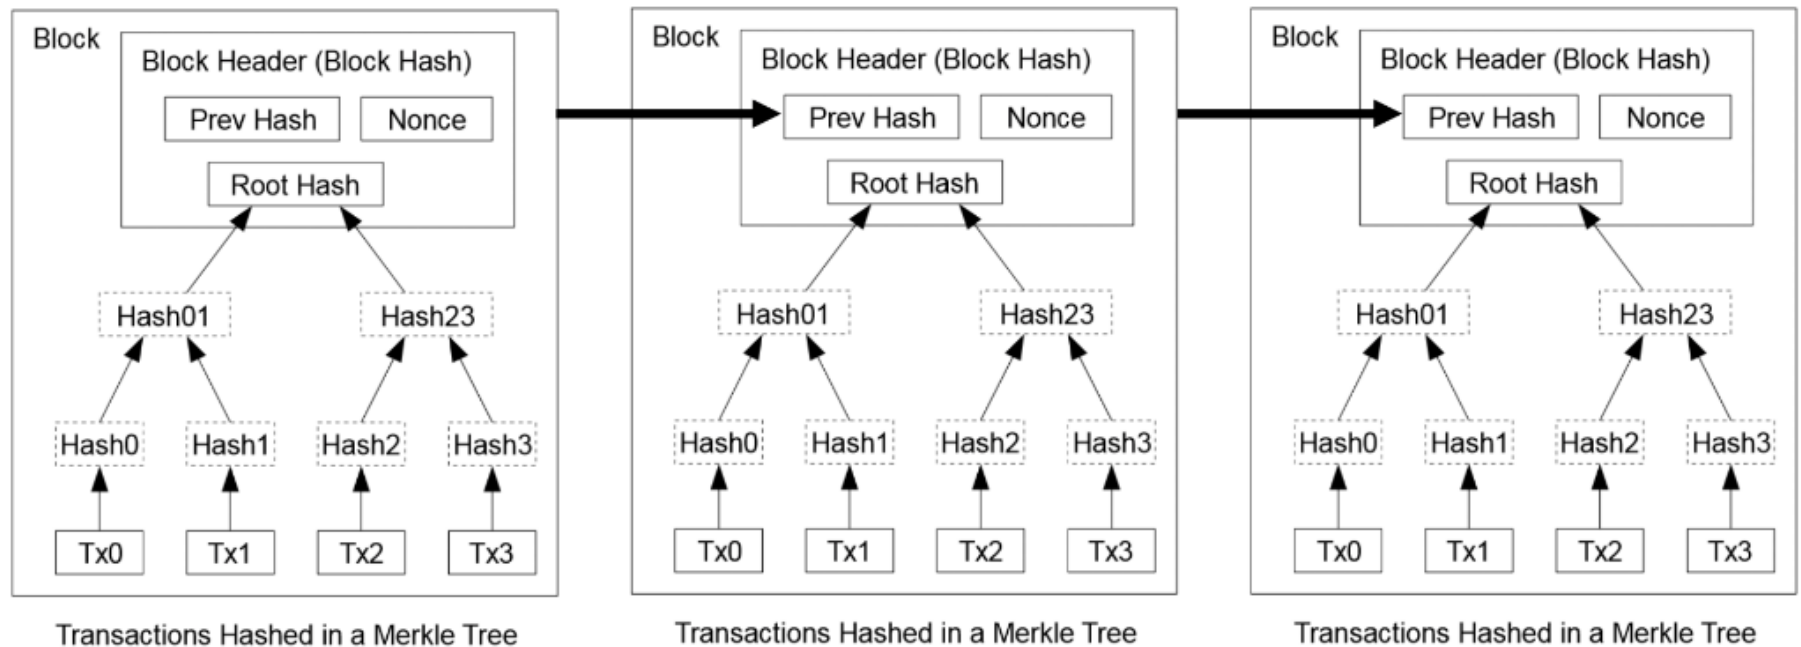 Block
Block Header (Block Hash)
Prev Hash
Nonce
Root Hash
Hash01
Hash23
Hash0
Hash1
Hash2
Hash3
Tx0
Tx1
Tx2
Tx3
Transactions Hashed in a Merkle Tree
Block
Block Header (Block Hash)
Prev Hash
Nonce
Root Hash
Hash01
Hash23
Hash0
Hash1
Hash2
Hash3
Tx0
Tx1
Tx2
Tx3
Transactions Hashed in a Merkle Tree
Block
Block Header (Block Hash)
Prev Hash
Nonce
Root Hash
Hash01
Hash23
Hash0
Hash1
Hash2
Hash3
Tx0
Tx1
Tx2
Tx3
Transactions Hashed in a Merkle Tree